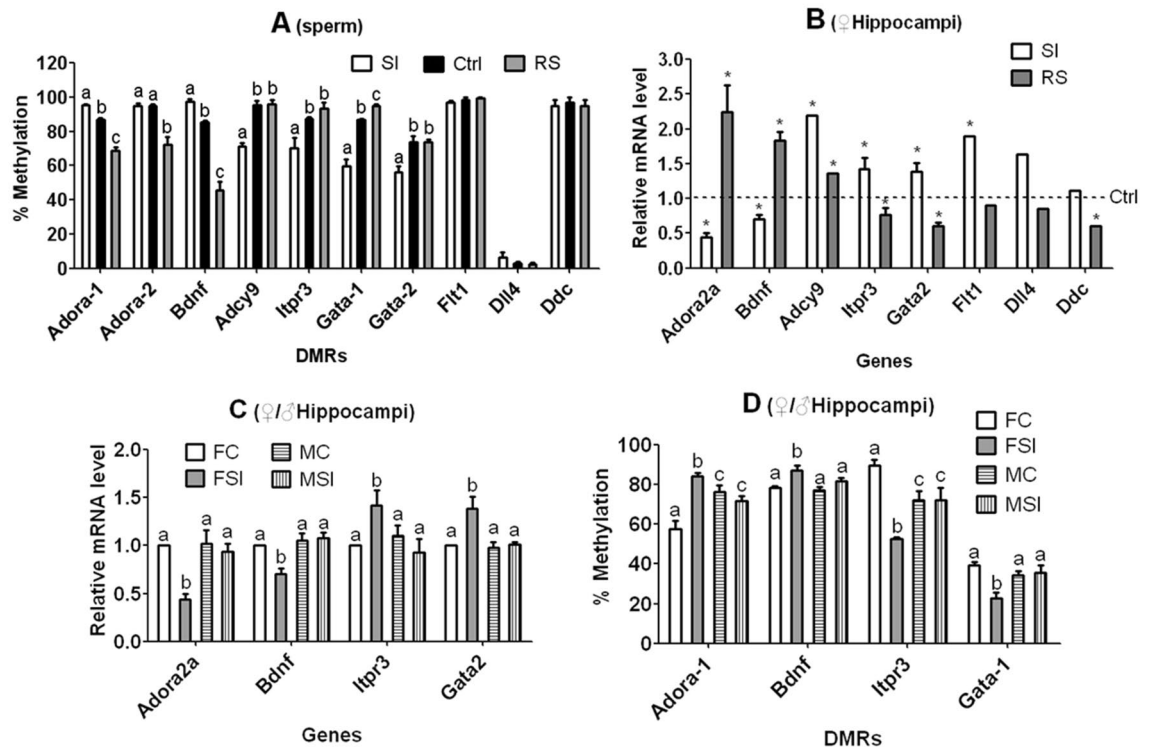 A (sperm)
SI Ctrl RS
% Methylation
120
100
80
60
40
20
0
a b c
a a b
a b c
a b b
a b b
a b c
a b b
Adora-1 Adora-2 Bdnf Adcy9 Itpr3 Gata-1 Gata-2 Flt1 Dll4 Ddc
DMRs
B (♀Hippocampi)
SI
RS
Relative mRNA level
3.0
2.5
2.0
1.5
1.0
0.5
0.0
* *
* *
* *
* *
* *
*
*
Ctrl
Adora2a Bdnf Adcy9 Itpr3 Gata2 Flt1 Dll4 Ddc
Genes
C (♀/♂Hippocampi)
FC MC
FSI MSI
Relative mRNA level
2.0
1.5
1.0
0.5
0.0
a b a a
a b a a
a b a a
a b a a
Adora2a Bdnf Itpr3 Gata2
Genes
D (♀/♂Hippocampi)
FC
FSI
MC
MSI
% Methylation
100
80
60
40
20
0
a b c c
a b a a
a b c c
a b a a
Adora-1 Bdnf Itpr3 Gata-1
DMRs